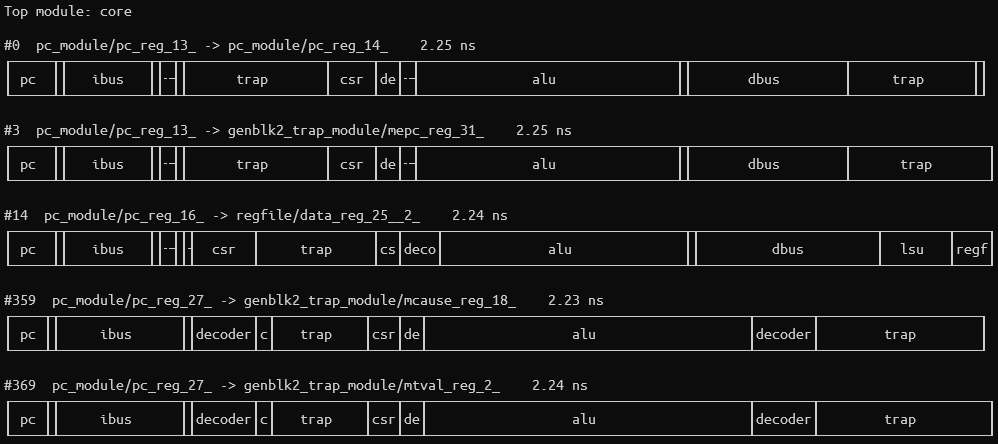 Top module: core
#0  pc_module/pc_reg_13_ -> pc_module/pc_reg_14_    2.25 ns
pc ibus -- trap csr de -- alu dbus trap
#3  pc_module/pc_reg_13_ -> genblk2_trap_module/mepc_reg_31_    2.25 ns
pc ibus -- trap csr de -- alu dbus trap
#14  pc_module/pc_reg_16_ -> regfile/data_reg_25__2_    2.24 ns
pc ibus -- - csr trap cs deco alu dbus lsu regf
#359  pc_module/pc_reg_27_ -> genblk2_trap_module/mcause_reg_18_    2.23 ns
pc ibus decoder c trap csr de alu decoder trap
#369  pc_module/pc_reg_27_ -> genblk2_trap_module/mtval_reg_2_    2.24 ns
pc ibus decoder c trap csr de alu decoder trap